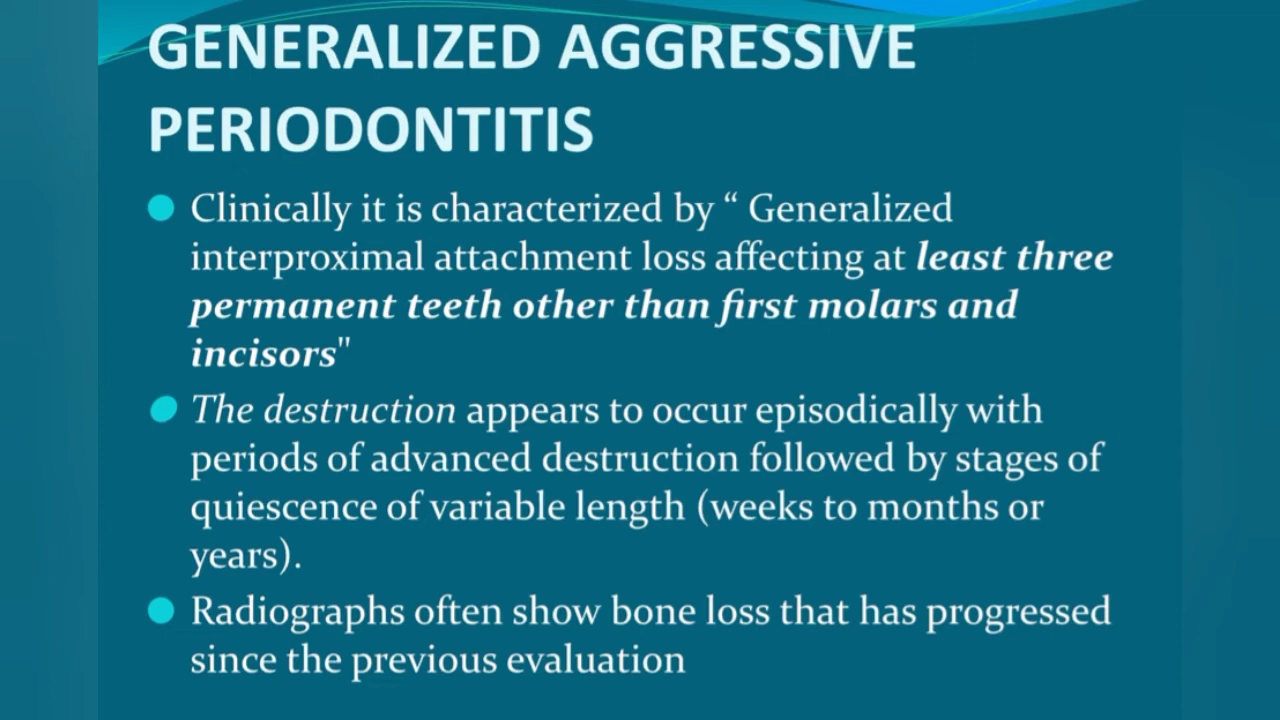 GENERALIZED AGGRESSIVE
PERIODONTITIS
Clinically it is characterized by “ Generalized
interproximal attachment loss affecting at least three
permanent teeth other than first molars and
incisors"
The destruction appears to occur episodically with
periods of advanced destruction followed by stages of
quiescence of variable length (weeks to months or
years).
Radiographs often show bone loss that has progressed
since the previous evaluation